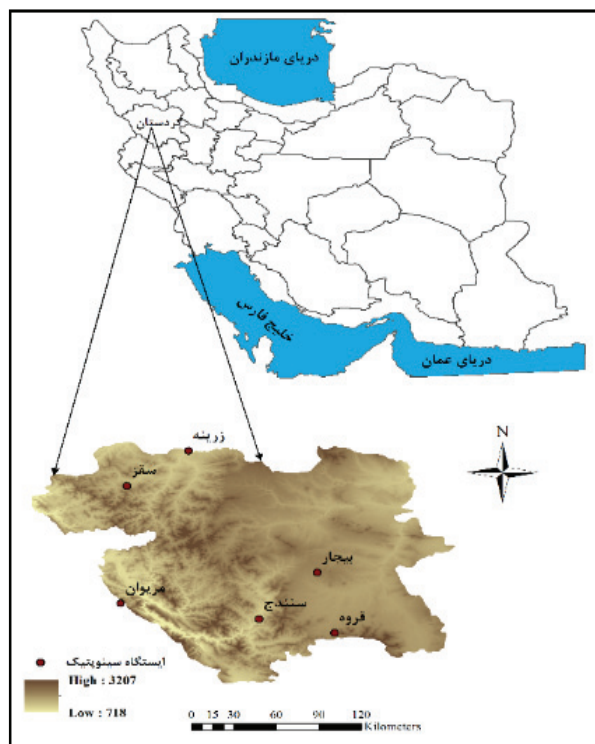 دریای مازندران
کردستان
خلیج فارس
دریای عمان
زرینه
سقز
N
بیجار
مریوان
سنندج
قروه
ایستگاه سینوپتیک
High : 3207
Low : 718
0 15 30 60 90 120
Kilometers